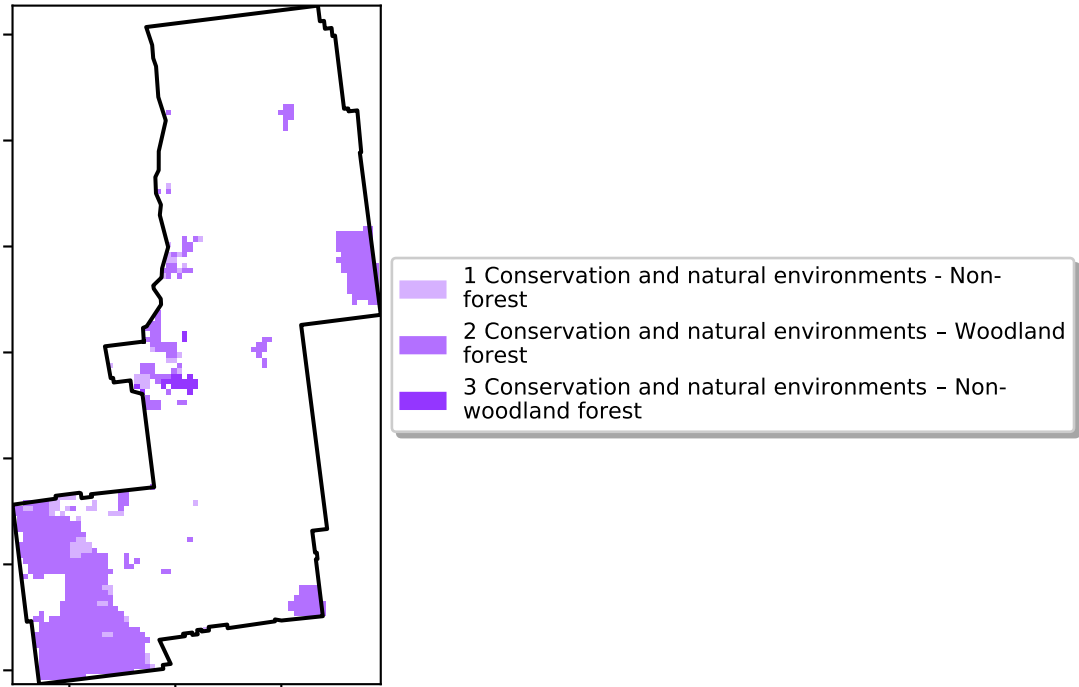 1 Conservation and natural environments - Non-
forest
2 Conservation and natural environments – Woodland
forest
3 Conservation and natural environments – Non-
woodland forest